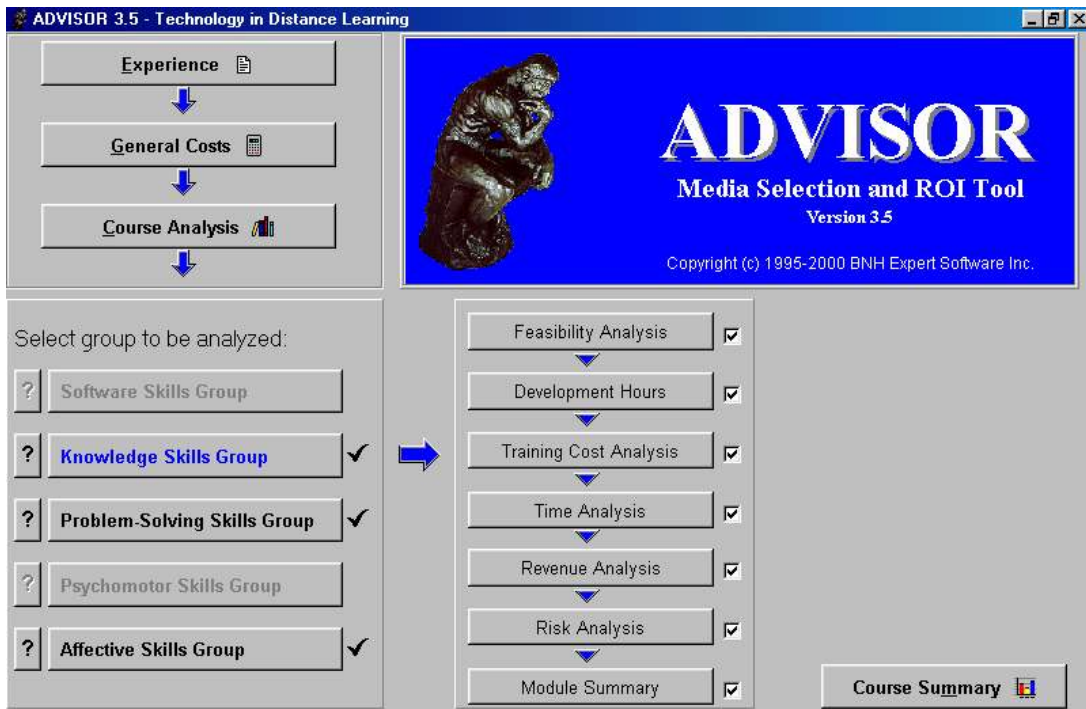 ADVISOR 3.5 - Technology in Distance Learning
Experience
General Costs
Course Analysis
ADVISOR
Media Selection and ROI Tool
Version 3.5
Copyright (c) 1995-2000 BNH Expert Software Inc.
Select group to be analyzed:
? Software Skills Group
? Knowledge Skills Group
? Problem-Solving Skills Group
? Psychomotor Skills Group
? Affective Skills Group
Feasibility Analysis
Development Hours
Training Cost Analysis
Time Analysis
Revenue Analysis
Risk Analysis
Module Summary
Course Summary